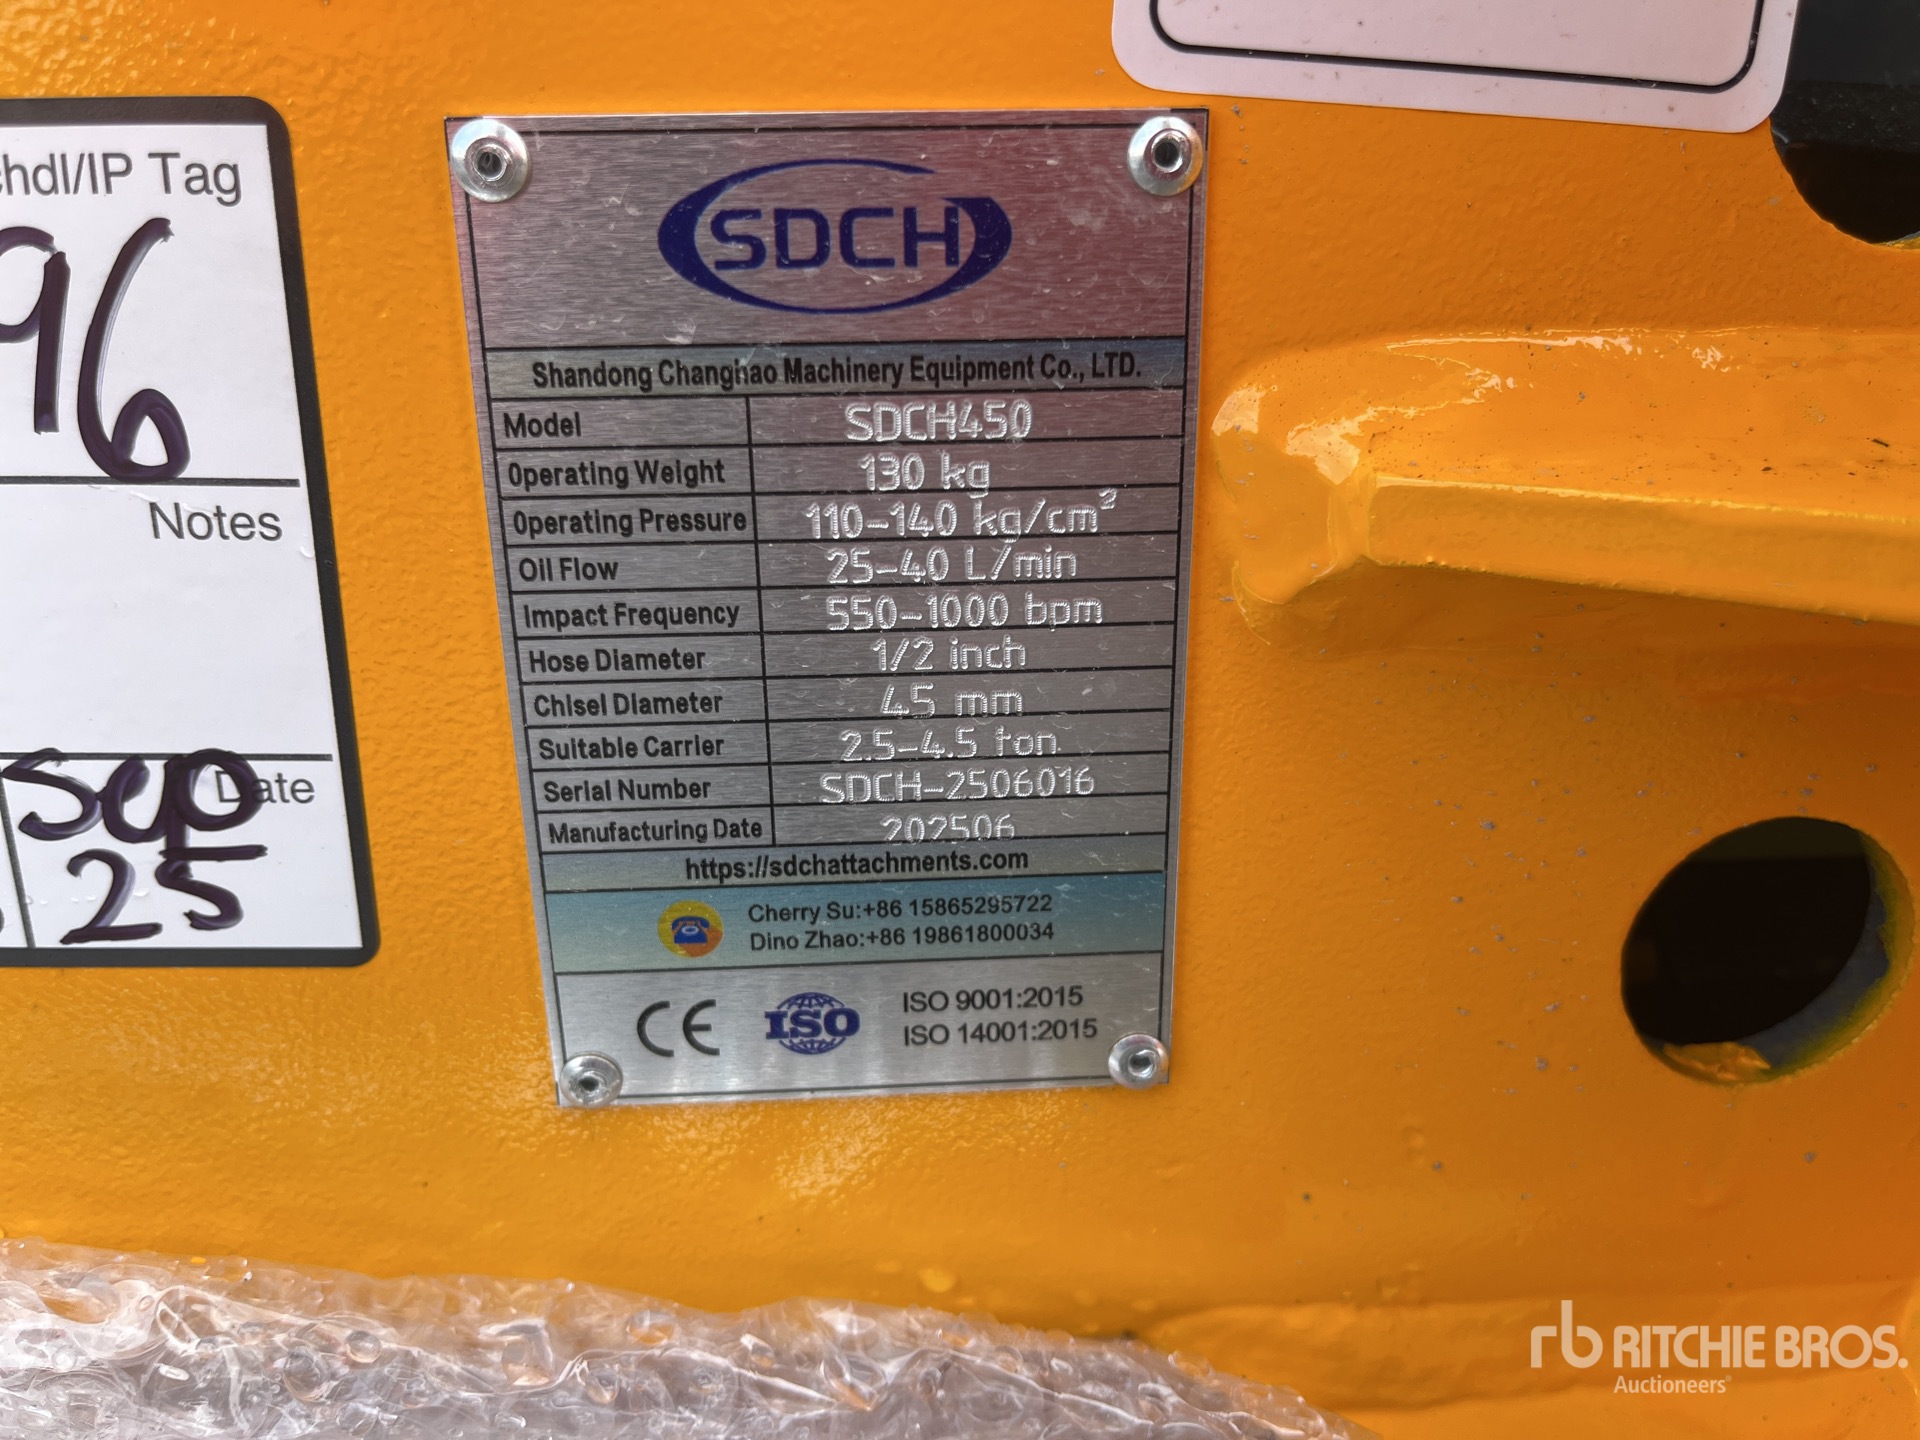 Tag
96
Notes
Date
Sep
25
SDCH
Shandong Changhao Machinery Equipment Co., LTD.
Model SDCH450
Operating Weight 130 kg
Operating Pressure 110-140 kg/cm²
Oil Flow 25-40 L/min
Impact Frequency 550-1000 bpm
Hose Diameter 1/2 inch
Chisel Diameter 45 mm
Suitable Carrier 2.5-4.5 ton
Serial Number SDCH-2506016
Manufacturing Date 202506
https://sdchattachments.com
Cherry Su:+86 15865295722
Dino Zhao:+86 19861800034
CE ISO ISO 9001:2015
ISO 14001:2015
rb RITCHIE BROS.
Auctioneers